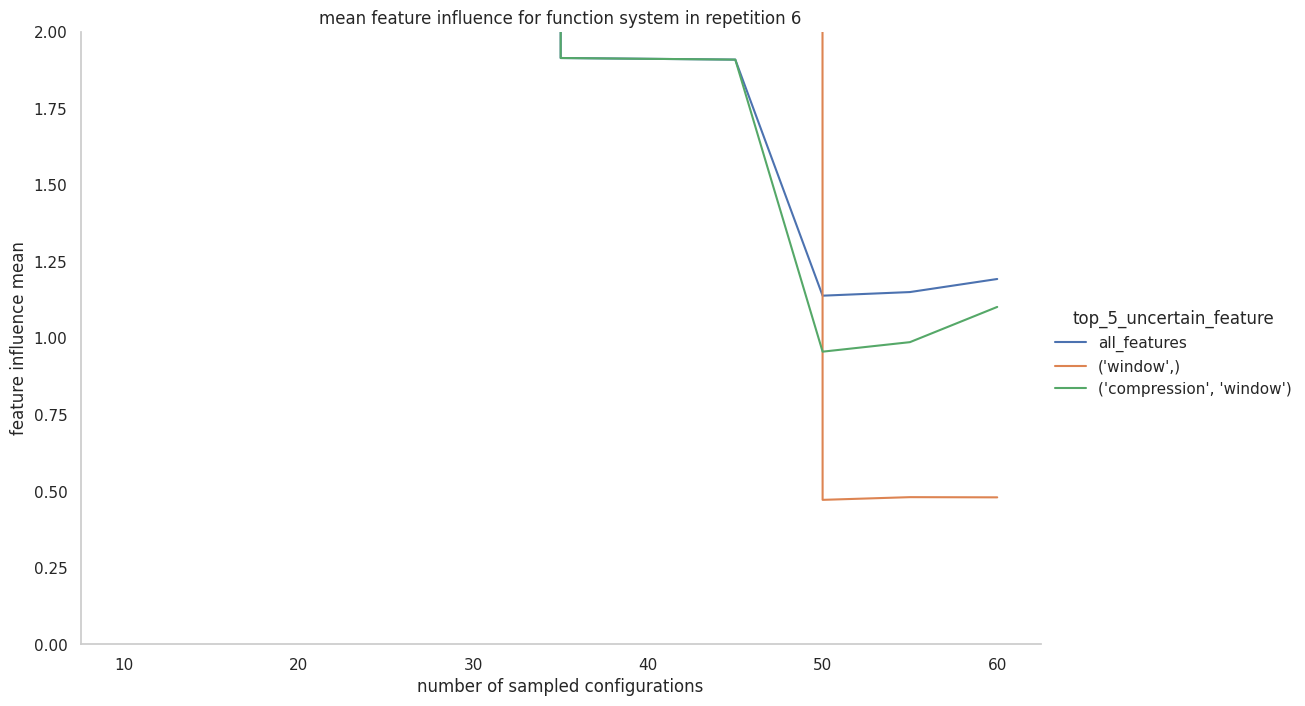 mean feature influence for function system in repetition 6
2.00
1.75
1.50
1.25
1.00
0.75
0.50
0.25
0.00
feature influence mean
10 20 30 40 50 60
number of sampled configurations
top_5_uncertain_feature
all_features
('window',)
('compression', 'window')